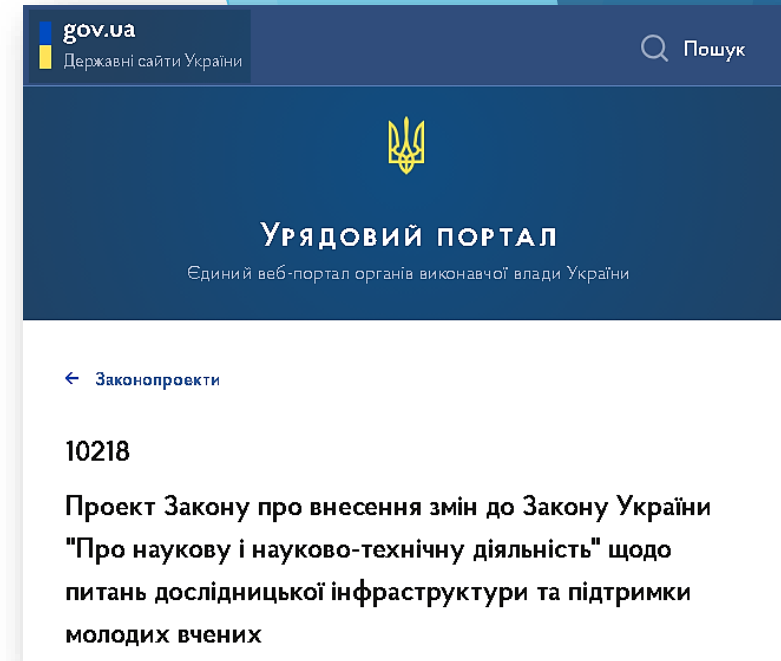 gov.ua
Державні сайти України
Пошук
Урядовий портал
Єдиний веб-портал органів виконавчої влади України
← Законопроекти
10218
Проект Закону про внесення змін до Закону України
"Про наукову і науково-технічну діяльність" щодо
питань дослідницької інфраструктури та підтримки
молодих вчених